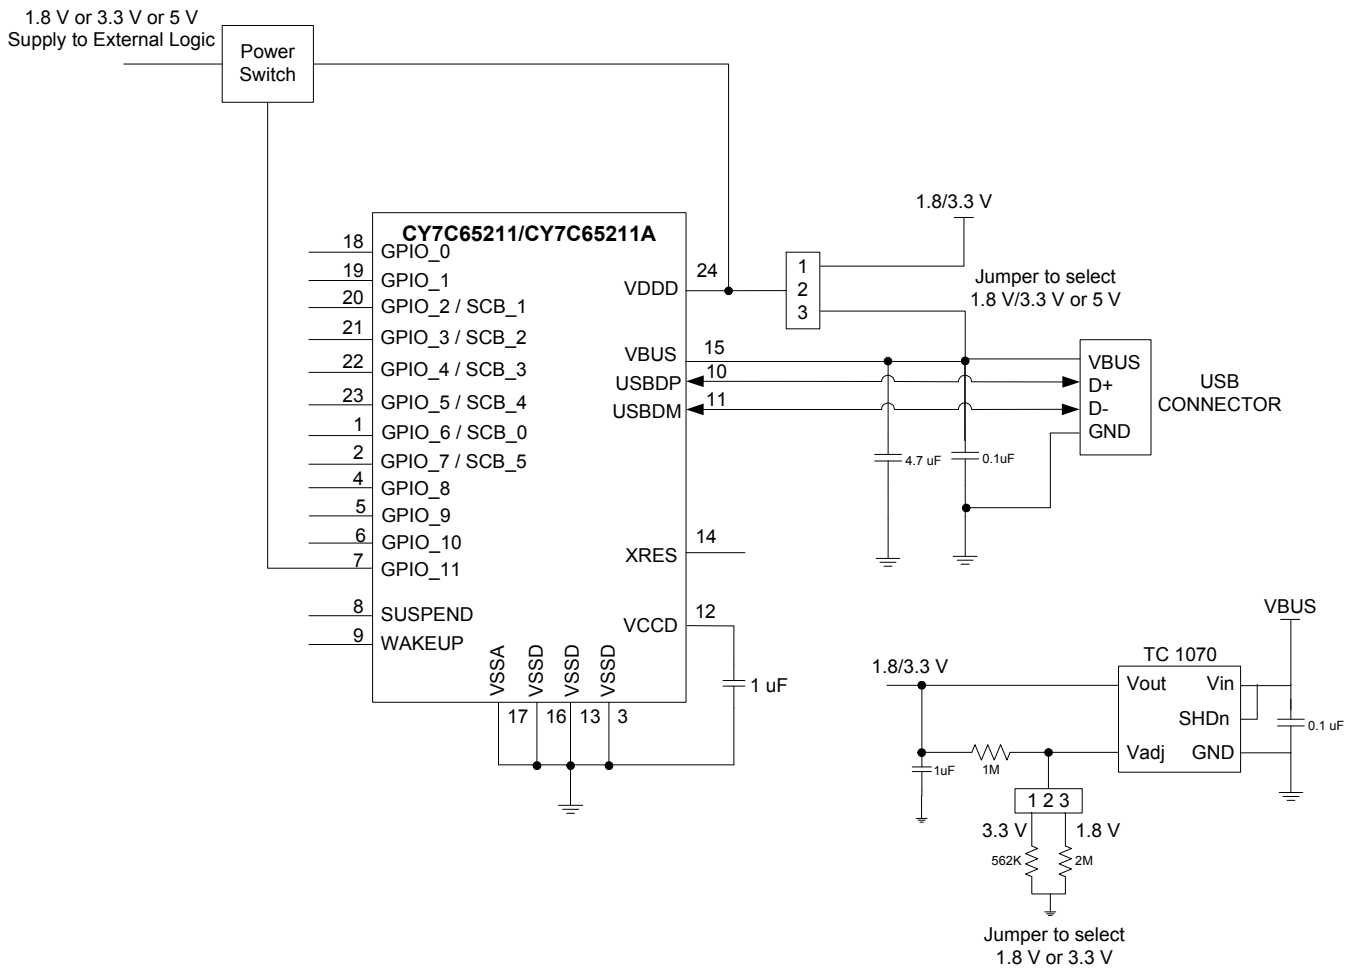 1.8 V or 3.3 V or 5 V
Supply to External Logic
Power
Switch
CY7C65211/CY7C65211A
18 GPIO_0
19 GPIO_1
20 GPIO_2 / SCB_1
21 GPIO_3 / SCB_2
22 GPIO_4 / SCB_3
23 GPIO_5 / SCB_4
1 GPIO_6 / SCB_0
2 GPIO_7 / SCB_5
4 GPIO_8
5 GPIO_9
6 GPIO_10
7 GPIO_11
8 SUSPEND
9 WAKEUP
VDDD 24
VBUS 15
USBDP 10
USBDM 11
XRES 14
VCCD 12
VSSA
VSSD
VSSD
VSSD
17
16
13
3
1 uF
1.8/3.3 V
1
2
3
Jumper to select
1.8 V/3.3 V or 5 V
VBUS
D+
D-
GND
USB
CONNECTOR
4.7 uF
0.1uF
VBUS
TC 1070
1.8/3.3 V
Vout
Vin
SHDn
Vadj
GND
0.1 uF
1uF
1M
1 2 3
3.3 V
1.8 V
562K
2M
Jumper to select
1.8 V or 3.3 V